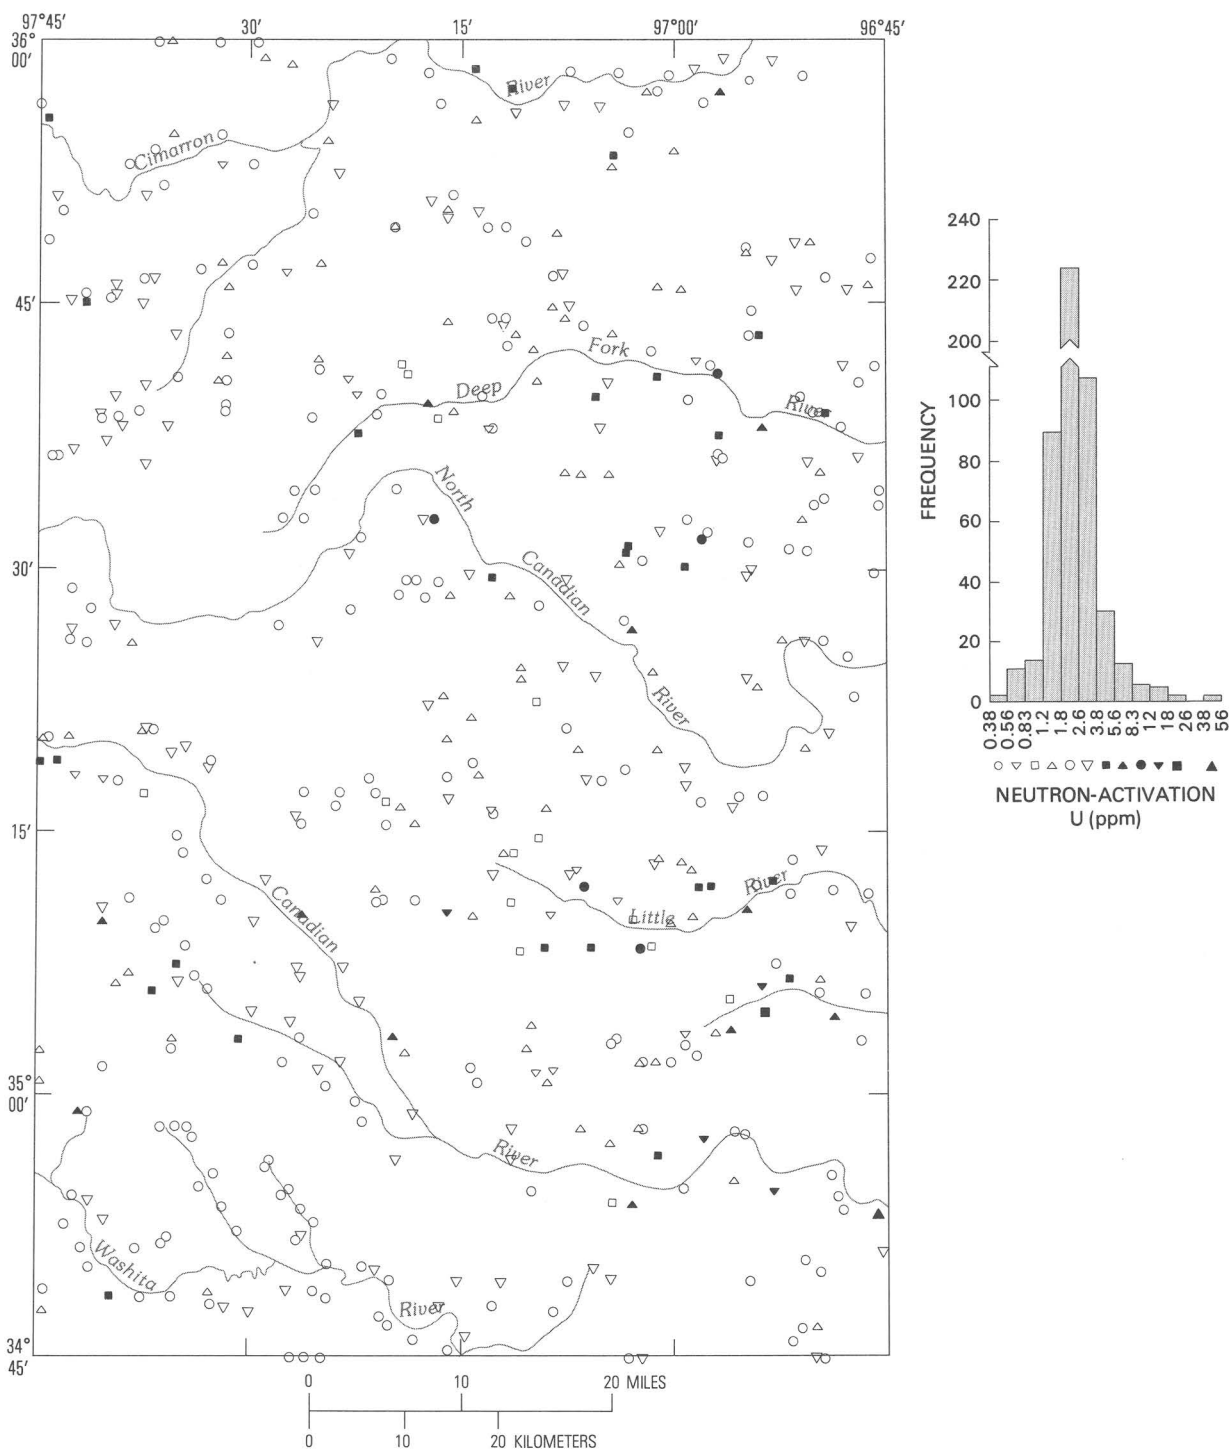 97°45′ 30′ 15′ 97°00′ 96°45′
36°
00′
River
Cimarron
45′
Fork
Deep
River
North
Canadian
30′
River
15′
Canadian
River
Little
35°
00′
River
Washita
River
34
45′
0 10 20 MILES
0 10 20 KILOMETERS
240
220
200
100
80
60
40
20
0
FREQUENCY
0.38
0.56
0.83
1.2
1.8
2.6
3.8
5.6
8.3
12
18
26
38
56
NEUTRON-ACTIVATION
U (ppm)